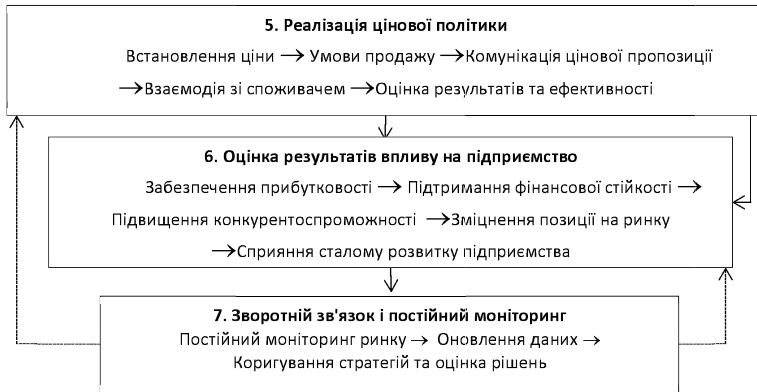 5. Реалізація цінової політики
Встановлення ціни → Умови продажу → Комунікація цінової пропозиції
→ Взаємодія зі споживачем → Оцінка результатів та ефективності
6. Оцінка результатів впливу на підприємство
Забезпечення прибутковості → Підтримання фінансової стійкості →
Підвищення конкурентоспроможності → Зміцнення позиції на ринку
→ Сприяння сталому розвитку підприємства
7. Зворотній зв'язок і постійний моніторинг
Постійний моніторинг ринку → Оновлення даних →
Коригування стратегій та оцінка рішень